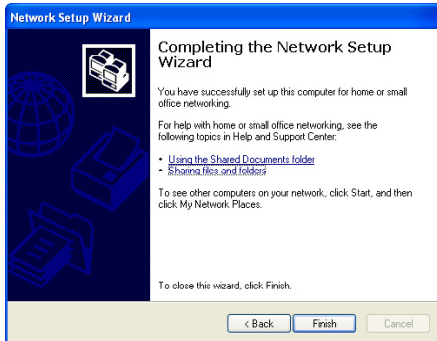 Network Setup Wizard
Completing the Network Setup
Wizard
You have successfully set up this computer for home or small
office networking.
For help with home or small office networking, see the
following topics in Help and Support Center:
• Using the Shared Documents folder
• Sharing files and folders
To see other computers on your network, click Start, and then
click My Network Places.
To close this wizard, click Finish.
< Back Finish Cancel